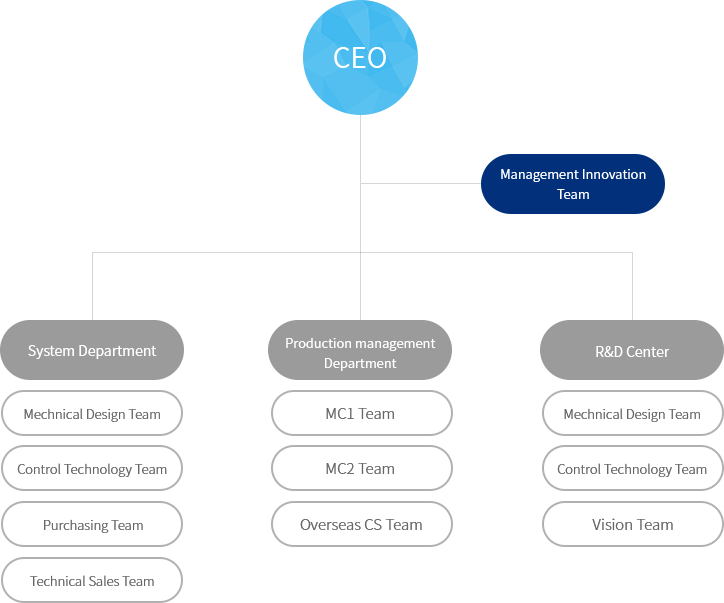 CEO
Management Innovation
Team
System Department
Mechnical Design Team
Control Technology Team
Purchasing Team
Technical Sales Team
Production management
Department
MC1 Team
MC2 Team
Overseas CS Team
R&D Center
Mechnical Design Team
Control Technology Team
Vision Team